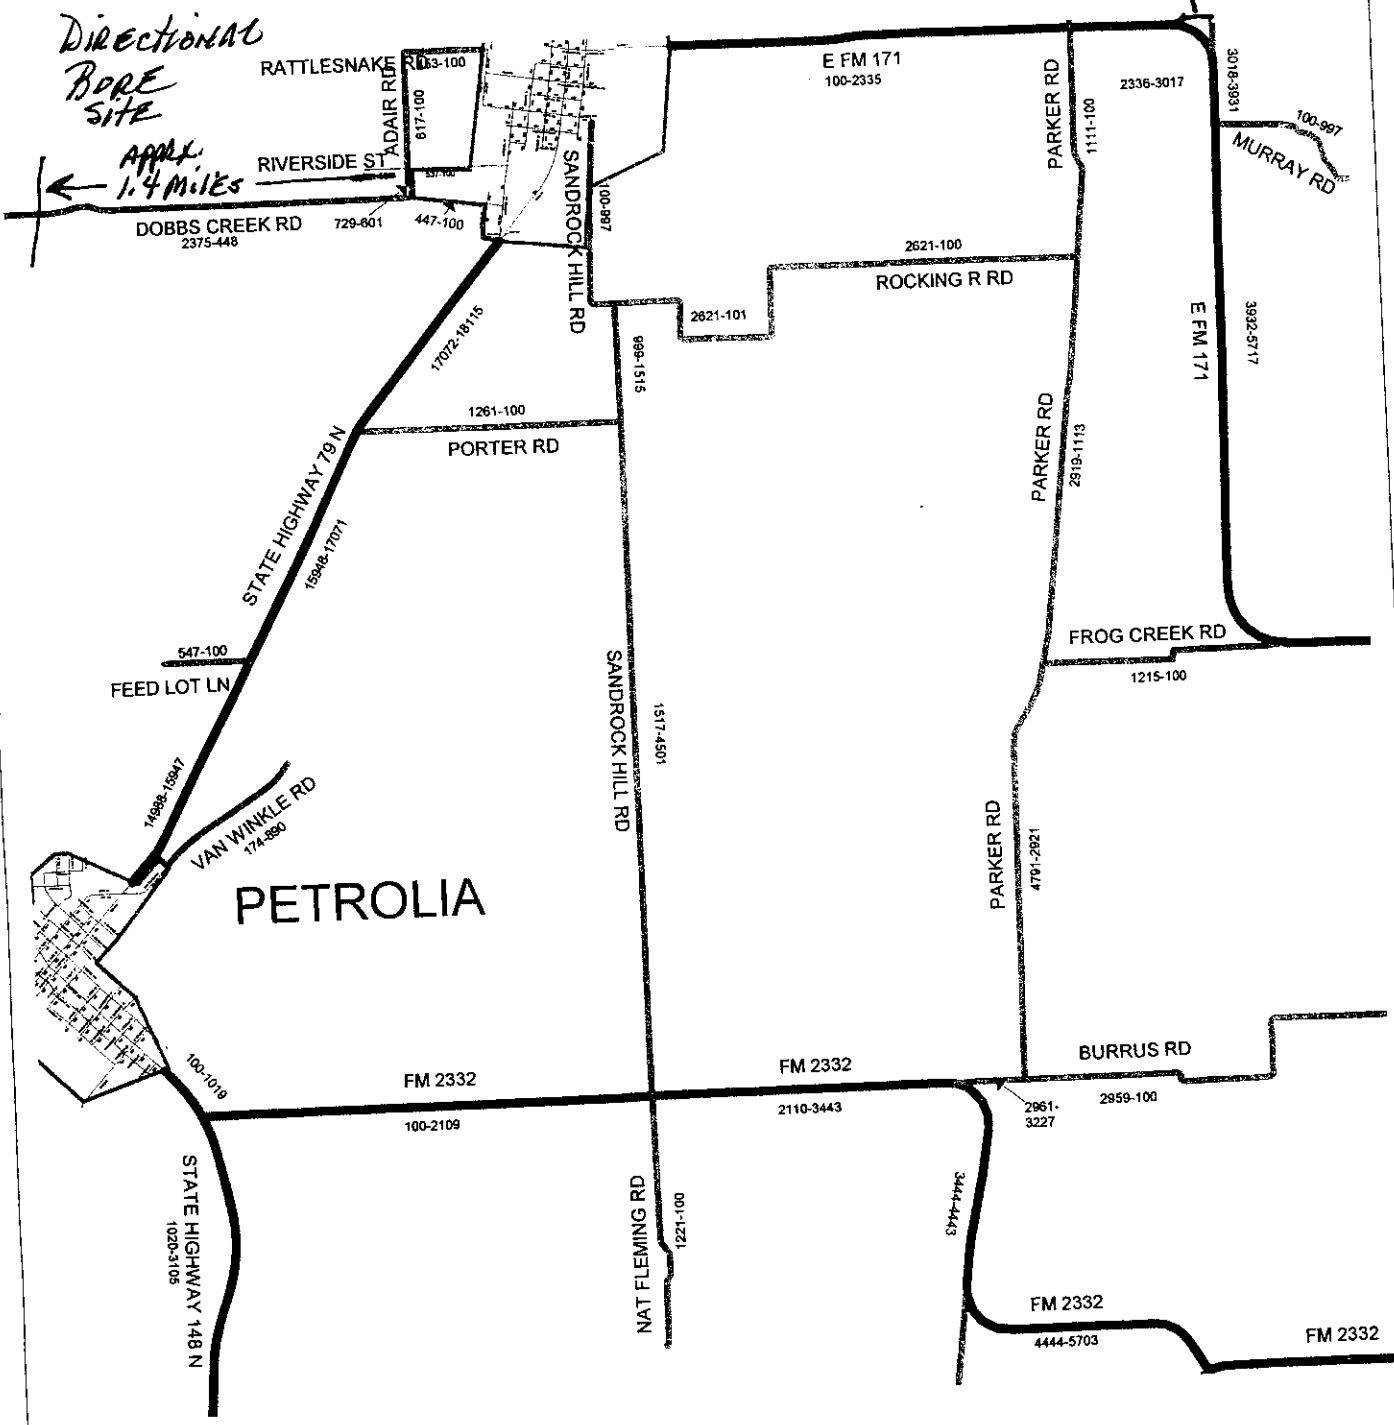 DIRECTIONAL
BORE
SITE
APPRX.
1.4 MILES
RATTLESNAKE RD
ADAIR RD
617-100
RIVERSIDE ST
DOBBS CREEK RD
2375-448
729-601
447-100
SANDROCK HILL RD
100-997
E FM 171
100-2335
PARKER RD
1111-100
2336-3017
3018-3931
100-997
MURRAY RD
2621-100
ROCKING R RD
2621-101
17072-18115
999-1515
E FM 171
3932-5717
1261-100
PORTER RD
STATE HIGHWAY 79 N
15948-17071
PARKER RD
2919-1113
547-100
FEED LOT LN
FROG CREEK RD
1215-100
SANDROCK HILL RD
1517-4501
14988-15947
VAN WINKLE RD
174-890
PETROLIA
PARKER RD
4791-2921
100-1019
FM 2332
100-2109
FM 2332
2110-3443
BURRUS RD
2959-100
2961-
3227
STATE HIGHWAY 148 N
1020-3105
NAT FLEMING RD
1221-100
3444-4443
FM 2332
4444-5703
FM 2332